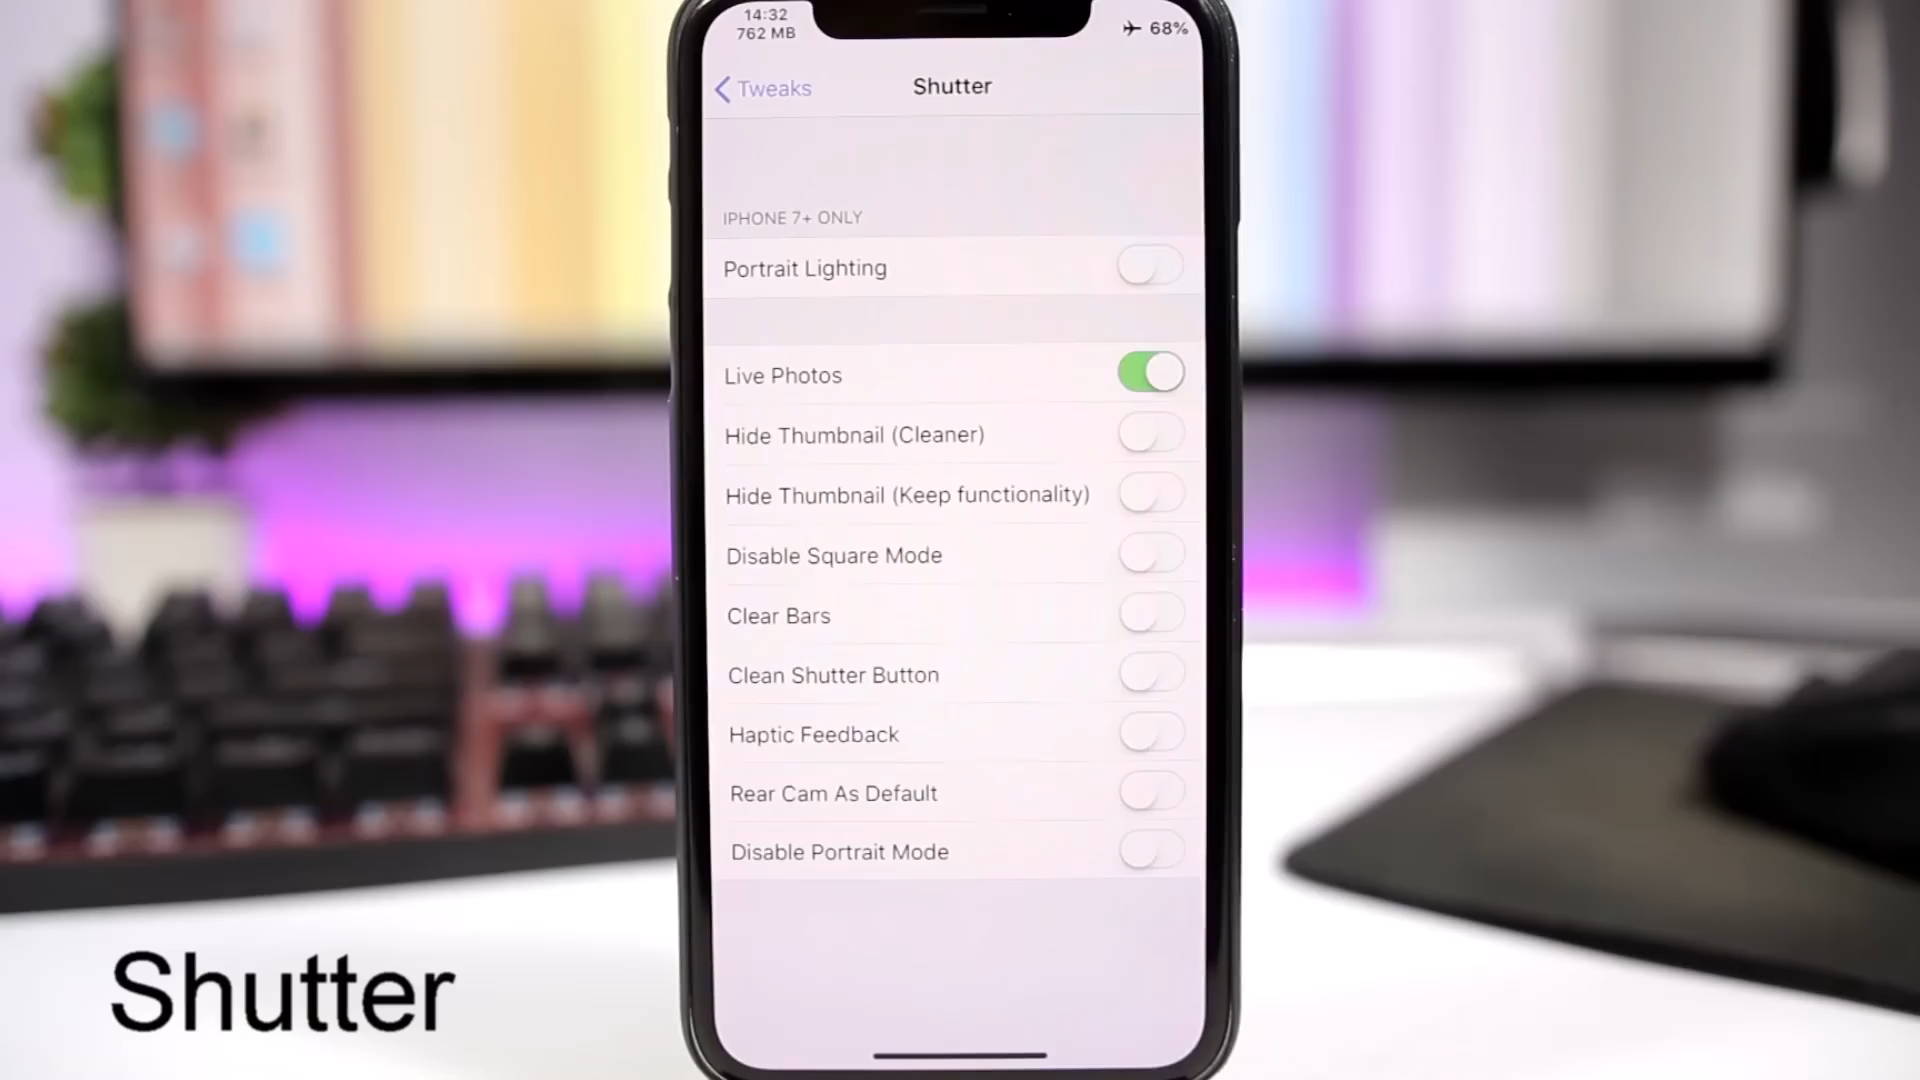 14:32
762 MB
68%
Tweaks
Shutter
IPHONE 7+ ONLY
Portrait Lighting
Live Photos
Hide Thumbnail (Cleaner)
Hide Thumbnail (Keep functionality)
Disable Square Mode
Clear Bars
Clean Shutter Button
Haptic Feedback
Rear Cam As Default
Disable Portrait Mode
Shutter